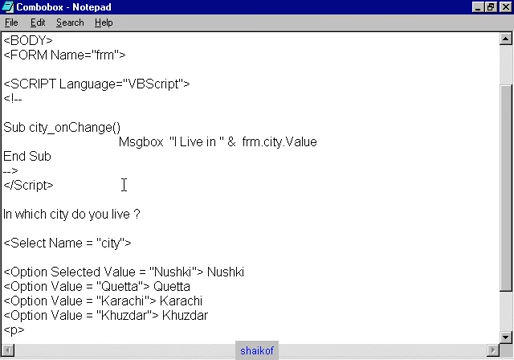 Combobox - Notepad
File Edit Search Help
<BODY>
<FORM Name="frm">
<SCRIPT Language="VBScript">
<!--
Sub city_onChange()
Msgbox "I Live in " & frm.city.Value
End Sub
-->
</Script>
In which city do you live ?
<Select Name = "city">
<Option Selected Value = "Nushki"> Nushki
<Option Value = "Quetta"> Quetta
<Option Value = "Karachi"> Karachi
<Option Value = "Khuzdar"> Khuzdar
<p>
shaikof